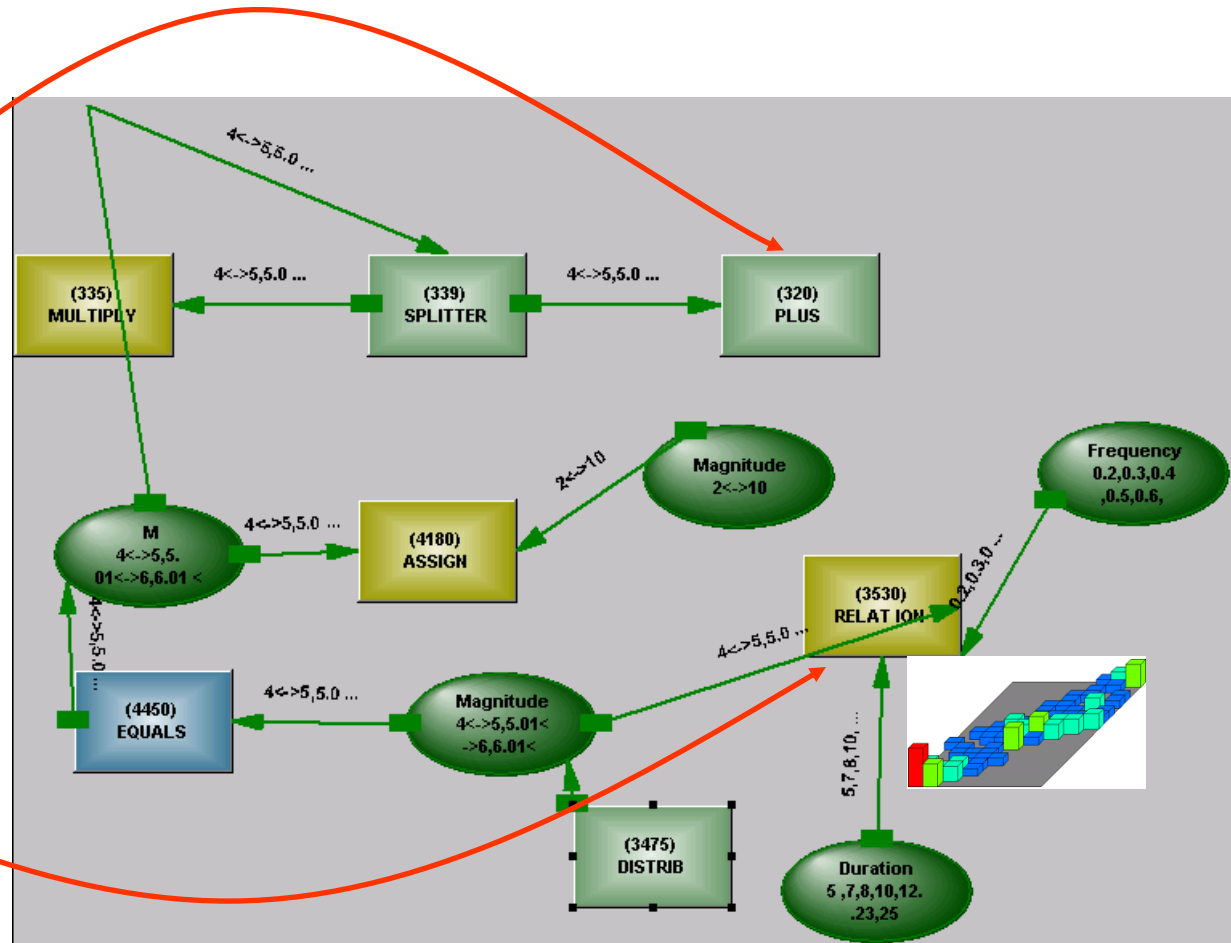 4<->5,5.0 ...
(335)
MULTIPLY
4<->5,5.0 ...
(339)
SPLITTER
4<->5,5.0 ...
(320)
PLUS
Magnitude
2<->10
2<->10
Frequency
0.2,0.3,0.4
,0.5,0.6,
M
4<->5,5.
01<->6,6.01 <
4<->5,5.0 ...
(4180)
ASSIGN
0.2,0.3,0 ...
(3530)
RELAT ION
4<->5,5.0 ...
4<->5,5.0 ...
(4450)
EQUALS
4<->5,5.0 ...
Magnitude
4<->5,5.01<
->6,6.01<
5,7,8,10, ...
(3475)
DISTRIB
Duration
5 ,7,8,10,12.
.23,25